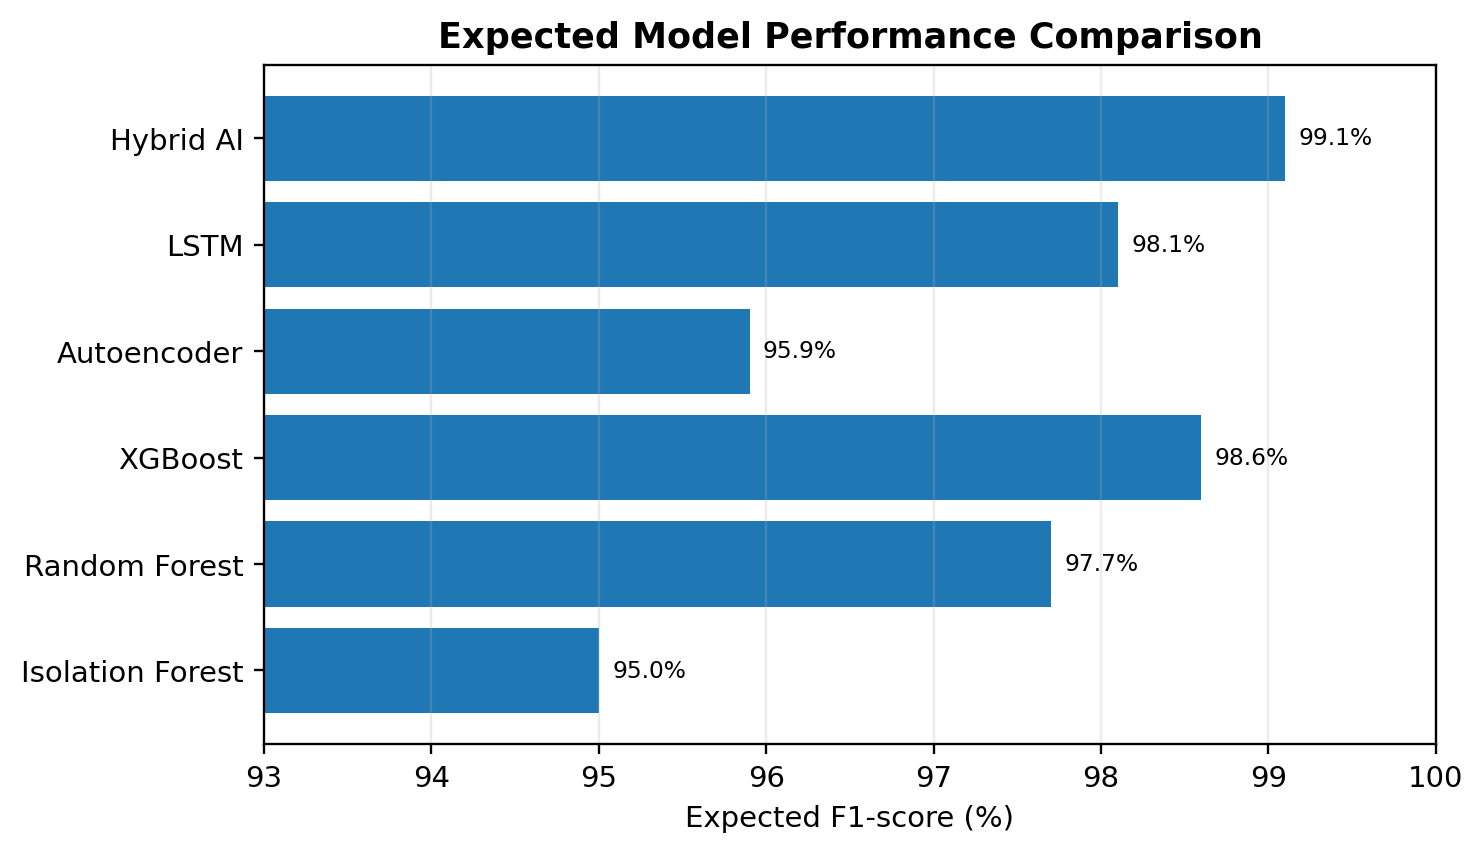 Expected Model Performance Comparison
Hybrid AI 99.1%
LSTM 98.1%
Autoencoder 95.9%
XGBoost 98.6%
Random Forest 97.7%
Isolation Forest 95.0%
93 94 95 96 97 98 99 100
Expected F1-score (%)